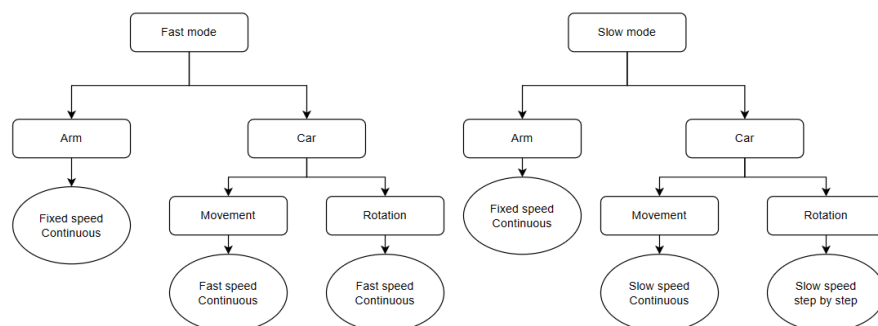 Fast mode
Slow mode
Arm
Car
Arm
Car
Fixed speed
Continuous
Movement
Rotation
Fixed speed
Continuous
Movement
Rotation
Fast speed
Continuous
Fast speed
Continuous
Slow speed
Continuous
Slow speed
step by step